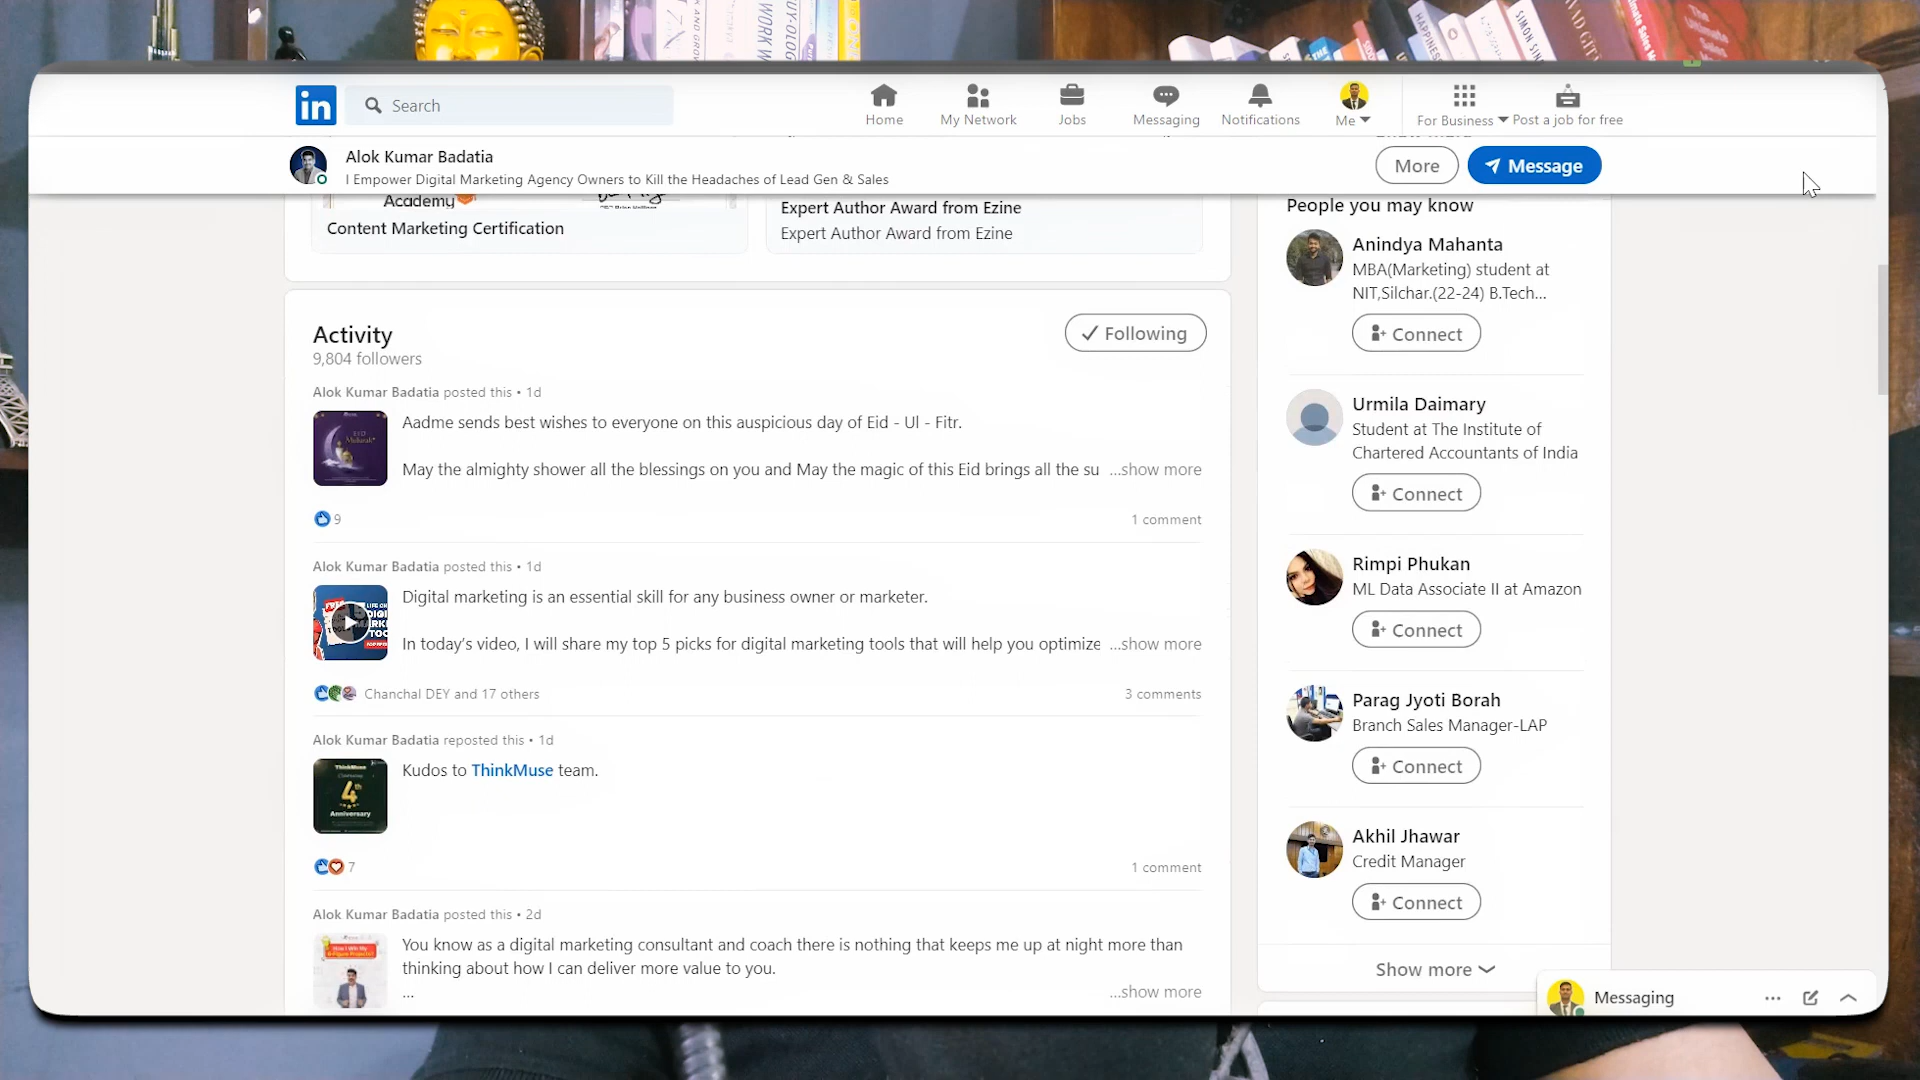 WORK
HAPPINESS
SIMON SIN
The
Ultimate
Sales
in
Search
Home
My Network
Jobs
Messaging
Notifications
Me
For Business
Post a job for free
Alok Kumar Badatia
I Empower Digital Marketing Agency Owners to Kill the Headaches of Lead Gen & Sales
More
Message
Academy
Content Marketing Certification
Expert Author Award from Ezine
Expert Author Award from Ezine
Activity
9,804 followers
Following
Alok Kumar Badatia posted this • 1d
Aadme sends best wishes to everyone on this auspicious day of Eid - Ul - Fitr.
May the almighty shower all the blessings on you and May the magic of this Eid brings all the su ...show more
9
1 comment
Alok Kumar Badatia posted this • 1d
Digital marketing is an essential skill for any business owner or marketer.
In today's video, I will share my top 5 picks for digital marketing tools that will help you optimize ...show more
Chanchal DEY and 17 others
3 comments
Alok Kumar Badatia reposted this • 1d
ThinkMuse
4th
Anniversary
Kudos to ThinkMuse team.
7
1 comment
Alok Kumar Badatia posted this • 2d
You know as a digital marketing consultant and coach there is nothing that keeps me up at night more than
thinking about how I can deliver more value to you.
...
...show more
People you may know
Anindya Mahanta
MBA(Marketing) student at
NIT,Silchar.(22-24) B.Tech...
Connect
Urmila Daimary
Student at The Institute of
Chartered Accountants of India
Connect
Rimpi Phukan
ML Data Associate II at Amazon
Connect
Parag Jyoti Borah
Branch Sales Manager-LAP
Connect
Akhil Jhawar
Credit Manager
Connect
Show more
Messaging